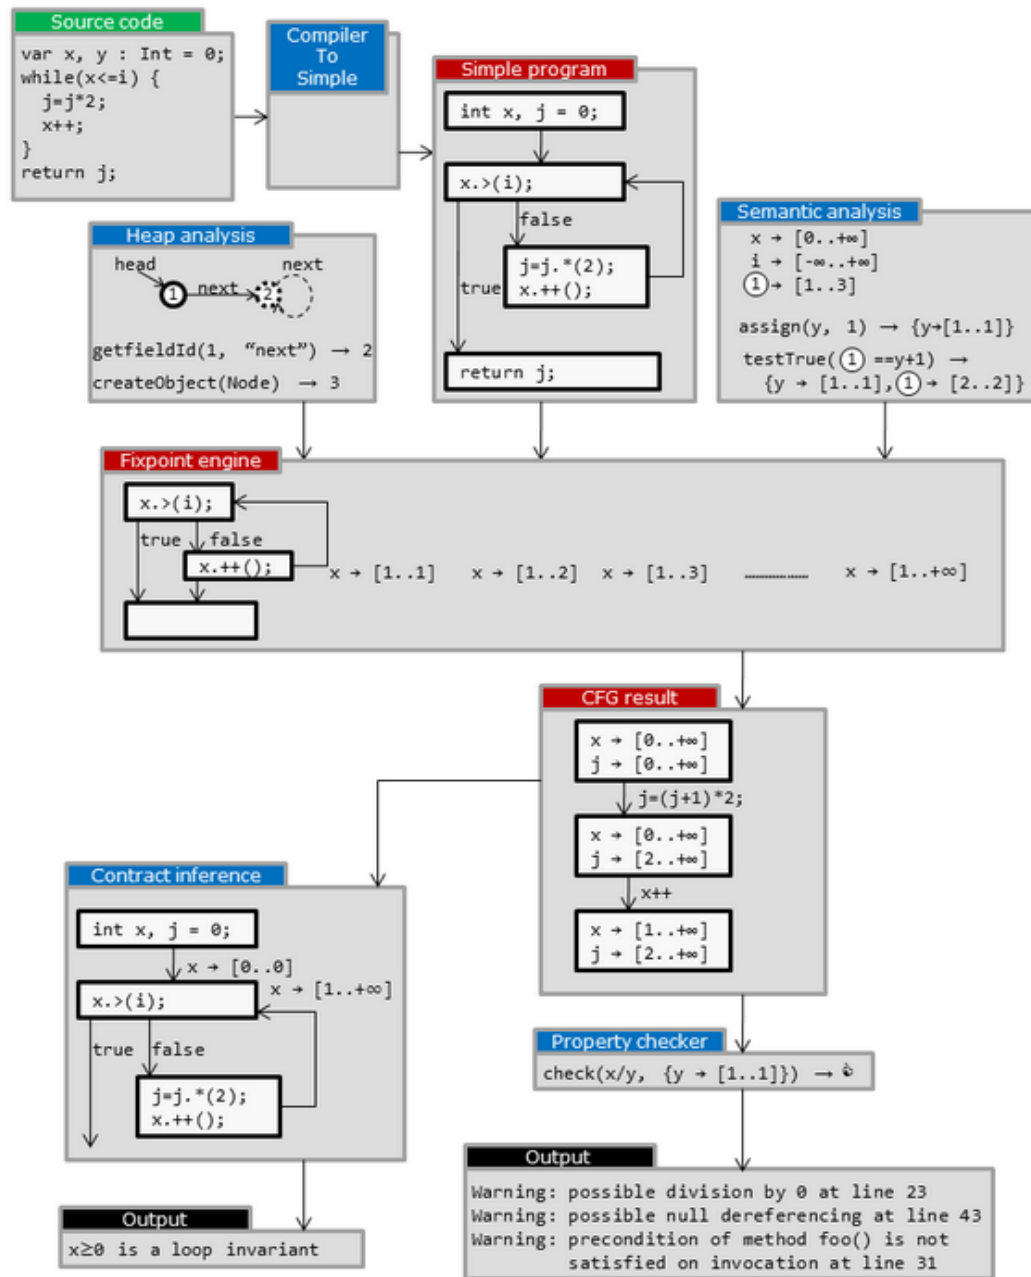 Source code
var x, y : Int = 0;
while(x<=i) {
j=j*2;
x++;
}
return j;
Compiler
To
Simple
Simple program
int x, j = 0;
x.>(i);
false
j=j.*(2);
x.++();
true
return j;
Heap analysis
head
next
1
next
2
getfieldId(1, “next”) → 2
createObject(Node) → 3
Semantic analysis
x → [0..+∞]
i → [-∞..+∞]
1 → [1..3]
assign(y, 1) → {y→[1..1]}
testTrue( 1 ==y+1) →
{y → [1..1], 1 → [2..2]}
Fixpoint engine
x.>(i);
true false
x.++();
x → [1..1] x → [1..2] x → [1..3] ................ x → [1..+∞]
CFG result
x → [0..+∞]
j → [0..+∞]
j=(j+1)*2;
x → [0..+∞]
j → [2..+∞]
x++
x → [1..+∞]
j → [2..+∞]
Contract inference
int x, j = 0;
x → [0..0]
x → [1..+∞]
x.>(i);
true false
j=j.*(2);
x.++();
Output
x≥0 is a loop invariant
Property checker
check(x/y, {y → [1..1]}) →
Output
Warning: possible division by 0 at line 23
Warning: possible null dereferencing at line 43
Warning: precondition of method foo() is not
satisfied on invocation at line 31